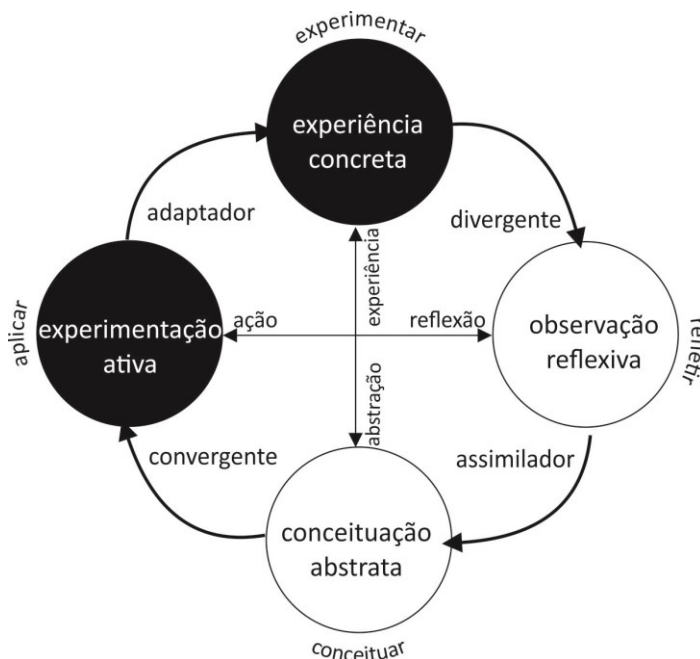 experimentar
experiência
concreta
adaptador
divergente
experiência
aplicar
experimentação
ativa
ação
reflexão
observação
reflexiva
refletir
abstração
convergente
assimilador
conceituação
abstrata
conceituar